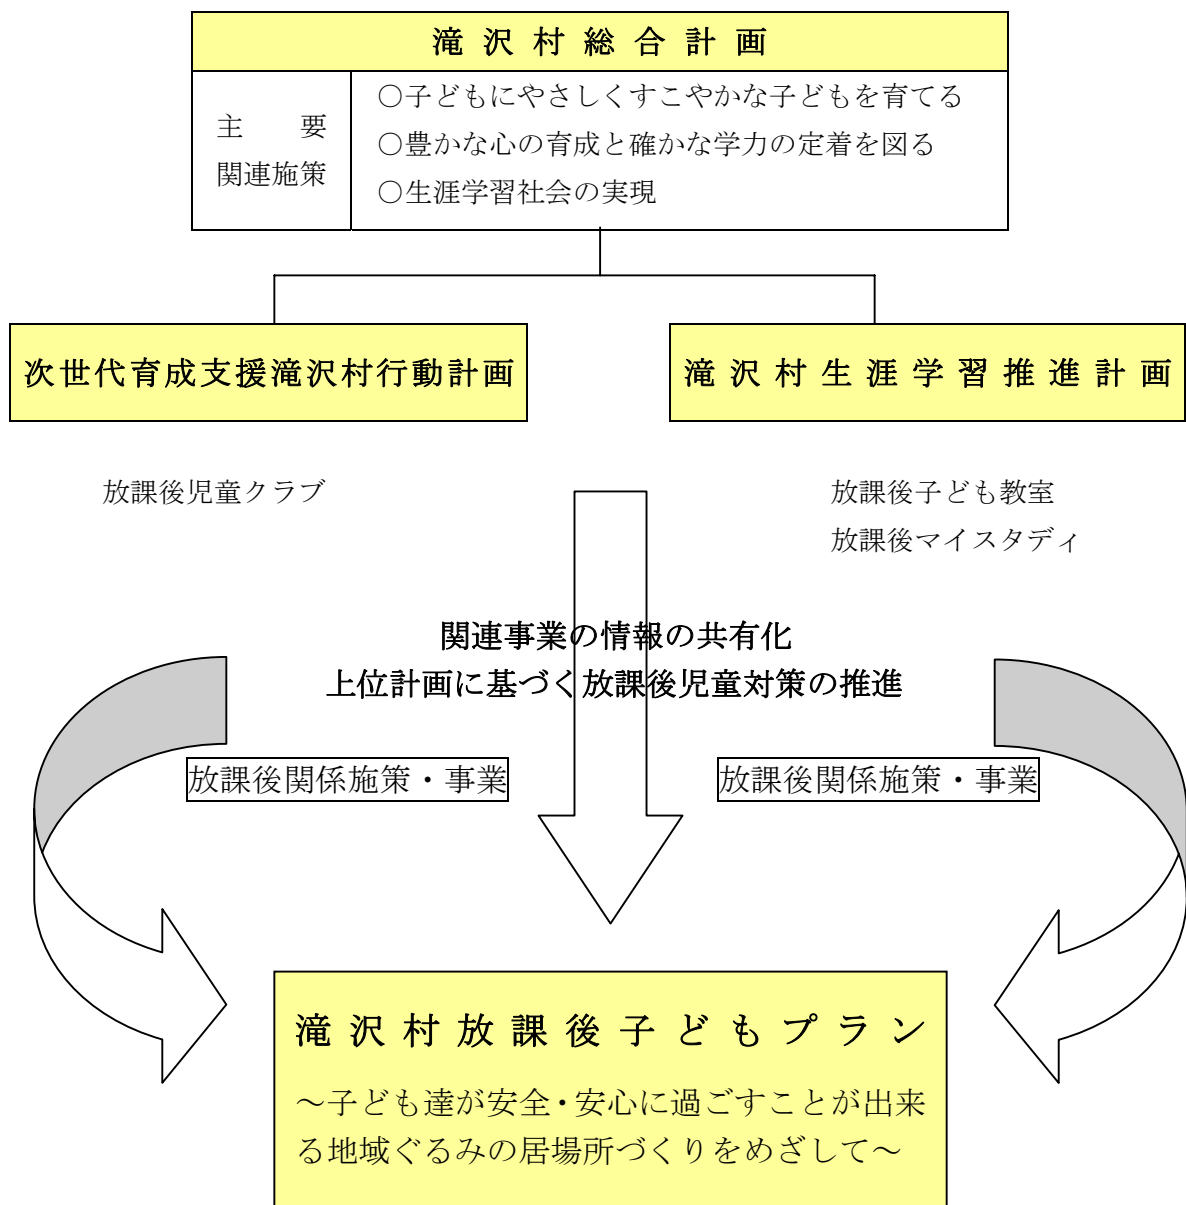 滝沢村総合計画
主　　要
関連施策
○子どもにやさしくすこやかな子どもを育てる
○豊かな心の育成と確かな学力の定着を図る
○生涯学習社会の実現
次世代育成支援滝沢村行動計画
滝沢村生涯学習推進計画
放課後児童クラブ
放課後子ども教室
放課後マイスタディ
関連事業の情報の共有化
上位計画に基づく放課後児童対策の推進
放課後関係施策・事業
放課後関係施策・事業
滝沢村放課後子どもプラン
～子ども達が安全・安心に過ごすことが出来
る地域ぐるみの居場所づくりをめざして～